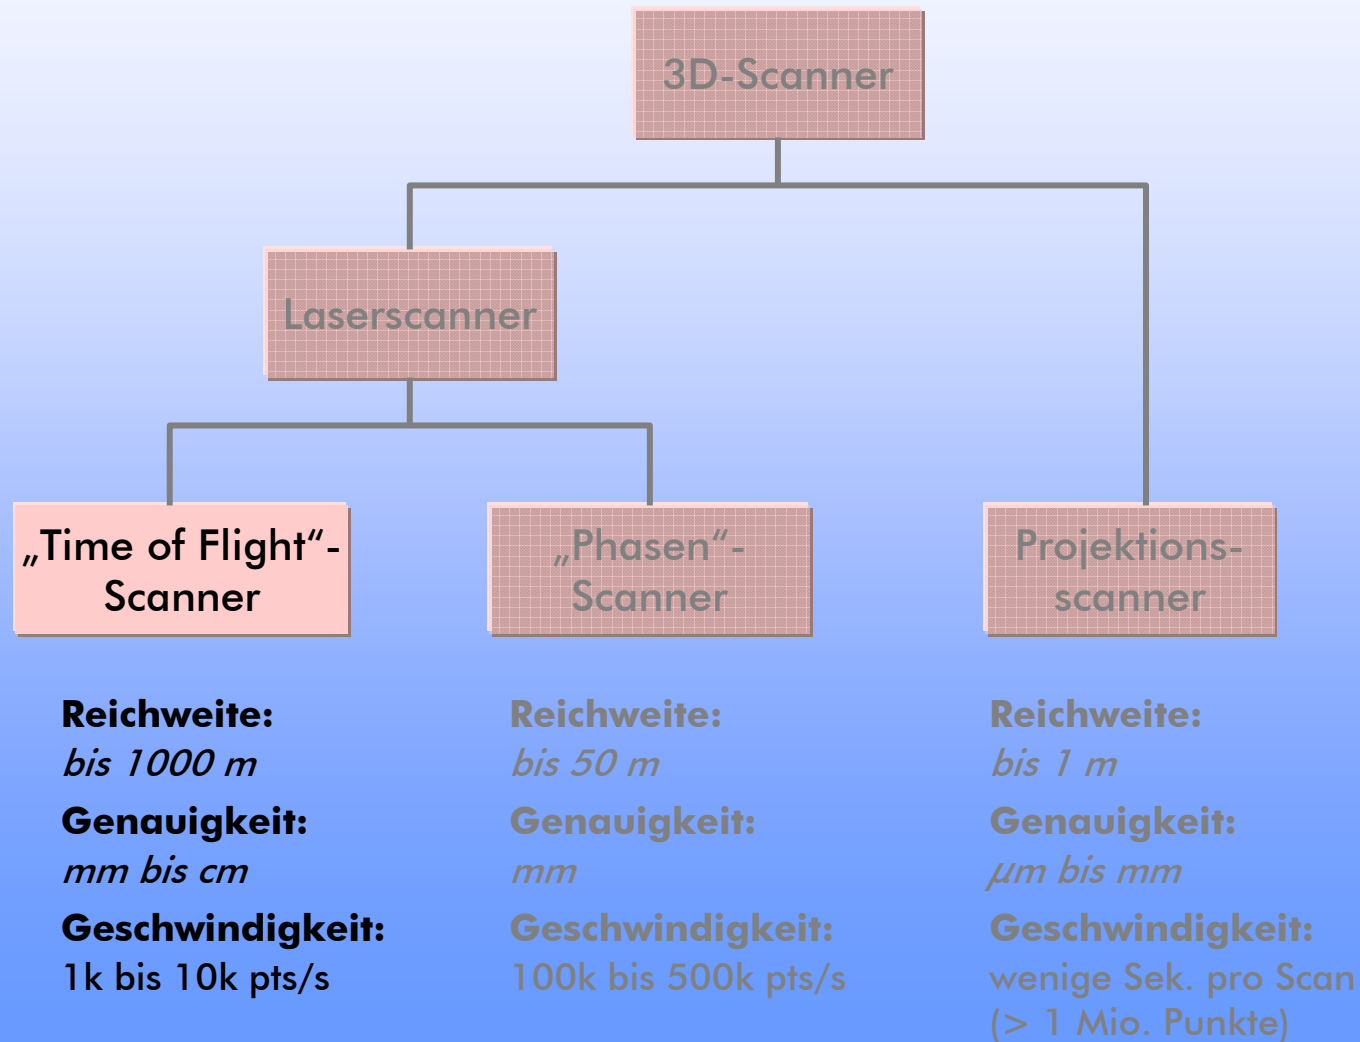 3D-Scanner
Laserscanner
„Time of Flight“-
Scanner
„Phasen“-
Scanner
Projektions-
scanner
Reichweite:
bis 1000 m
Genauigkeit:
mm bis cm
Geschwindigkeit:
1k bis 10k pts/s
Reichweite:
bis 50 m
Genauigkeit:
mm
Geschwindigkeit:
100k bis 500k pts/s
Reichweite:
bis 1 m
Genauigkeit:
µm bis mm
Geschwindigkeit:
wenige Sek. pro Scan
(> 1 Mio. Punkte)